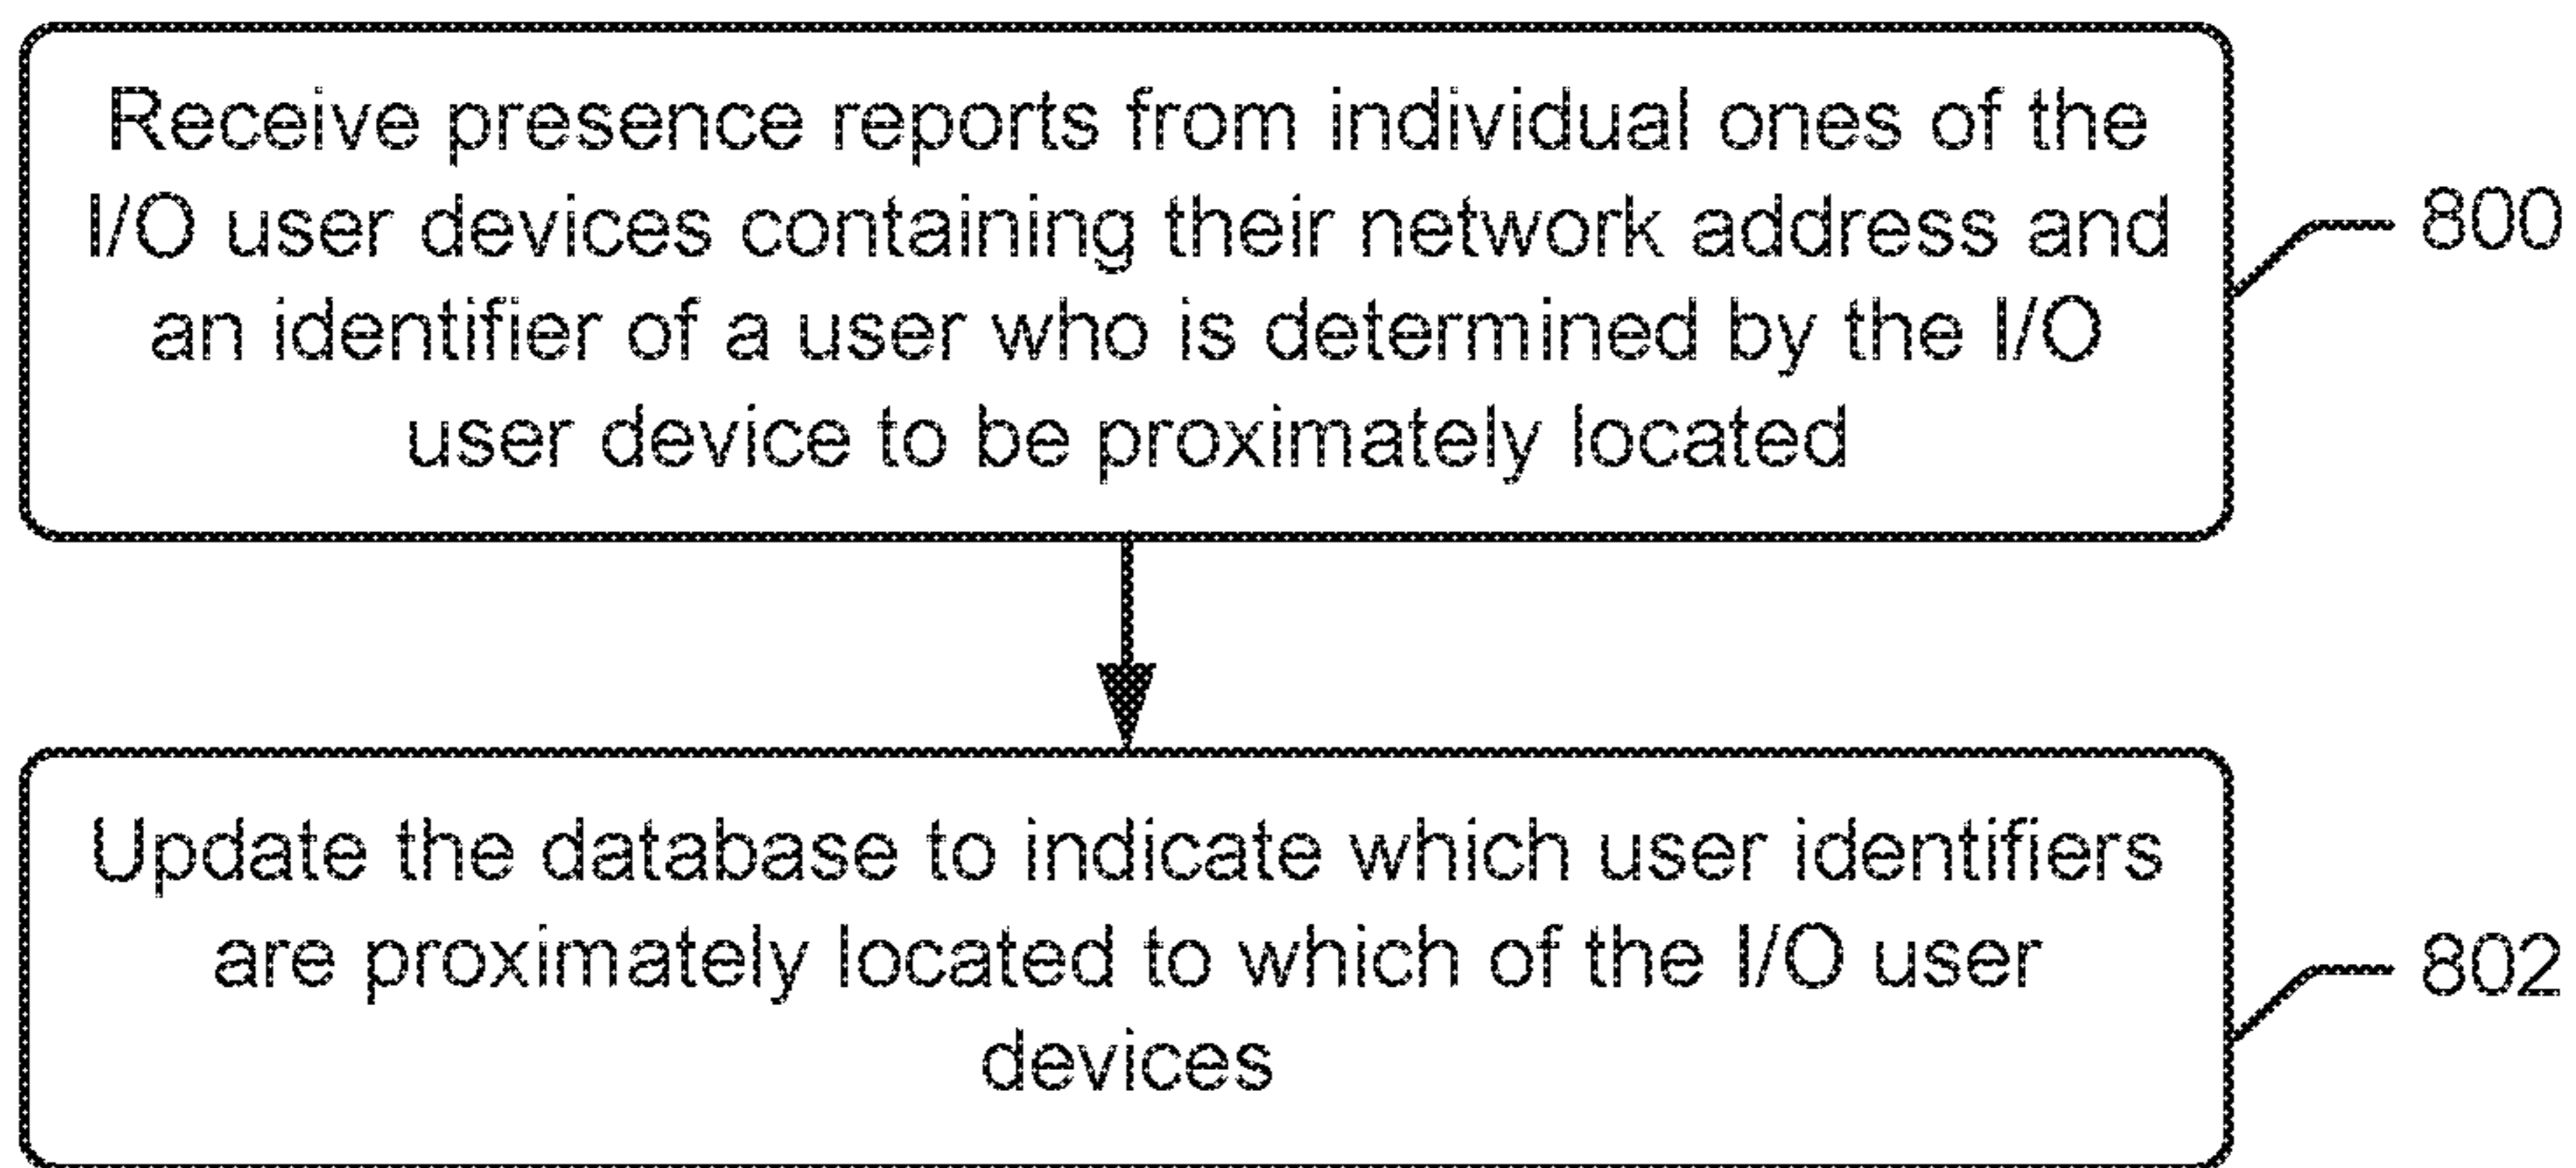 Receive presence reports from individual ones of the
I/O user devices containing their network address and
an identifier of a user who is determined by the I/O
user device to be proximately located
800
Update the database to indicate which user identifiers
are proximately located to which of the I/O user
devices
802